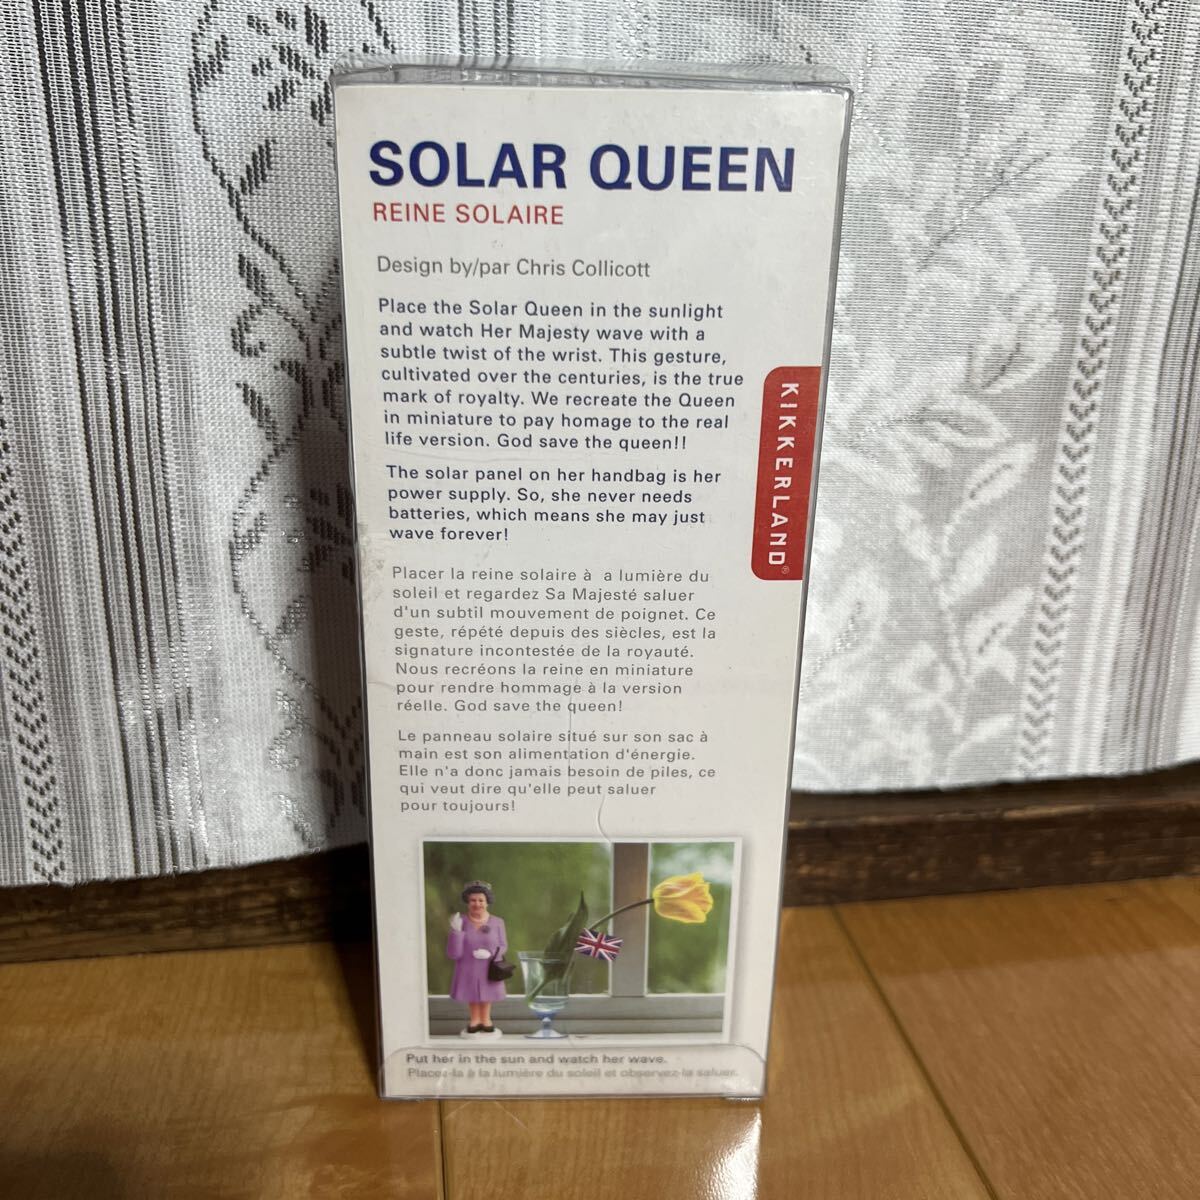 SOLAR QUEEN
REINE SOLAIRE
Design by/par Chris Collicott
Place the Solar Queen in the sunlight
and watch Her Majesty wave with a
subtle twist of the wrist. This gesture,
cultivated over the centuries, is the true
mark of royalty. We recreate the Queen
in miniature to pay homage to the real
life version. God save the queen!!
The solar panel on her handbag is her
power supply. So, she never needs
batteries, which means she may just
wave forever!
Placer la reine solaire à a lumière du
soleil et regardez Sa Majesté saluer
d'un subtil mouvement de poignet. Ce
geste, répété depuis des siècles, est la
signature incontestée de la royauté.
Nous recréons la reine en miniature
pour rendre hommage à la version
réelle. God save the queen!
Le panneau solaire situé sur son sac à
main est son alimentation d'énergie.
Elle n'a donc jamais besoin de piles, ce
qui veut dire qu'elle peut saluer
pour toujours!
KIKKERLAND®
Put her in the sun and watch her wave.
Placez-la à la lumière du soleil et observez-la saluer.